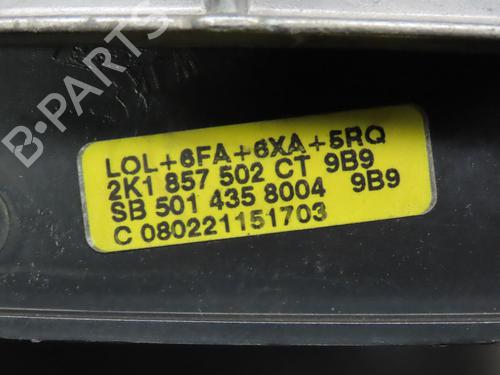 LOL+6FA+6XA+5RQ
2K1 857 502 CT 9B9
SB 501 435 8004 9B9
C 080221151703
B-PARTS